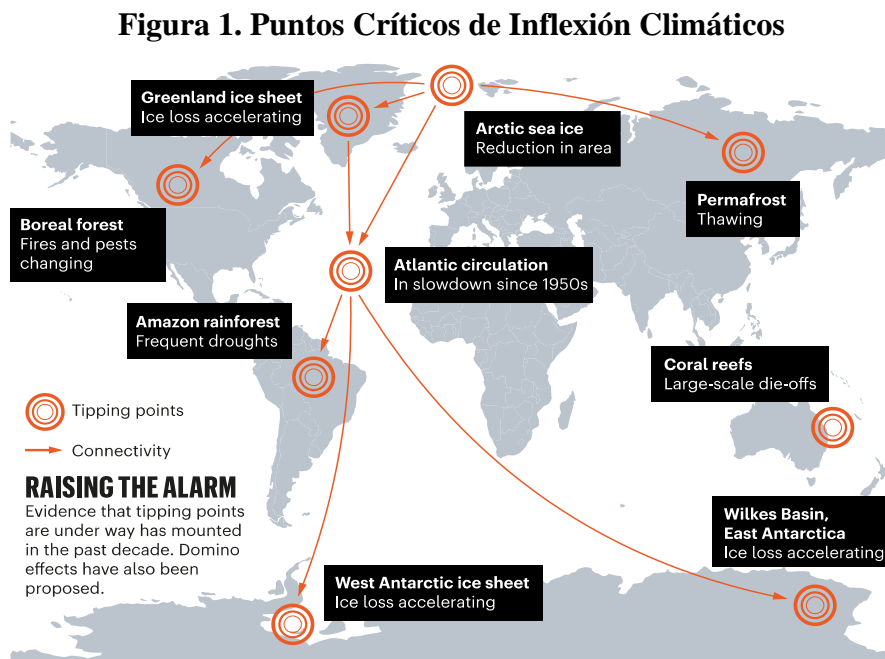 Figura 1. Puntos Críticos de Inflexión Climáticos
Greenland ice sheet
Ice loss accelerating
Arctic sea ice
Reduction in area
Permafrost
Thawing
Boreal forest
Fires and pests
changing
Atlantic circulation
In slowdown since 1950s
Amazon rainforest
Frequent droughts
Coral reefs
Large-scale die-offs
Tipping points
Connectivity
RAISING THE ALARM
Evidence that tipping points
are under way has mounted
in the past decade. Domino
effects have also been
proposed.
Wilkes Basin,
East Antarctica
Ice loss accelerating
West Antarctic ice sheet
Ice loss accelerating